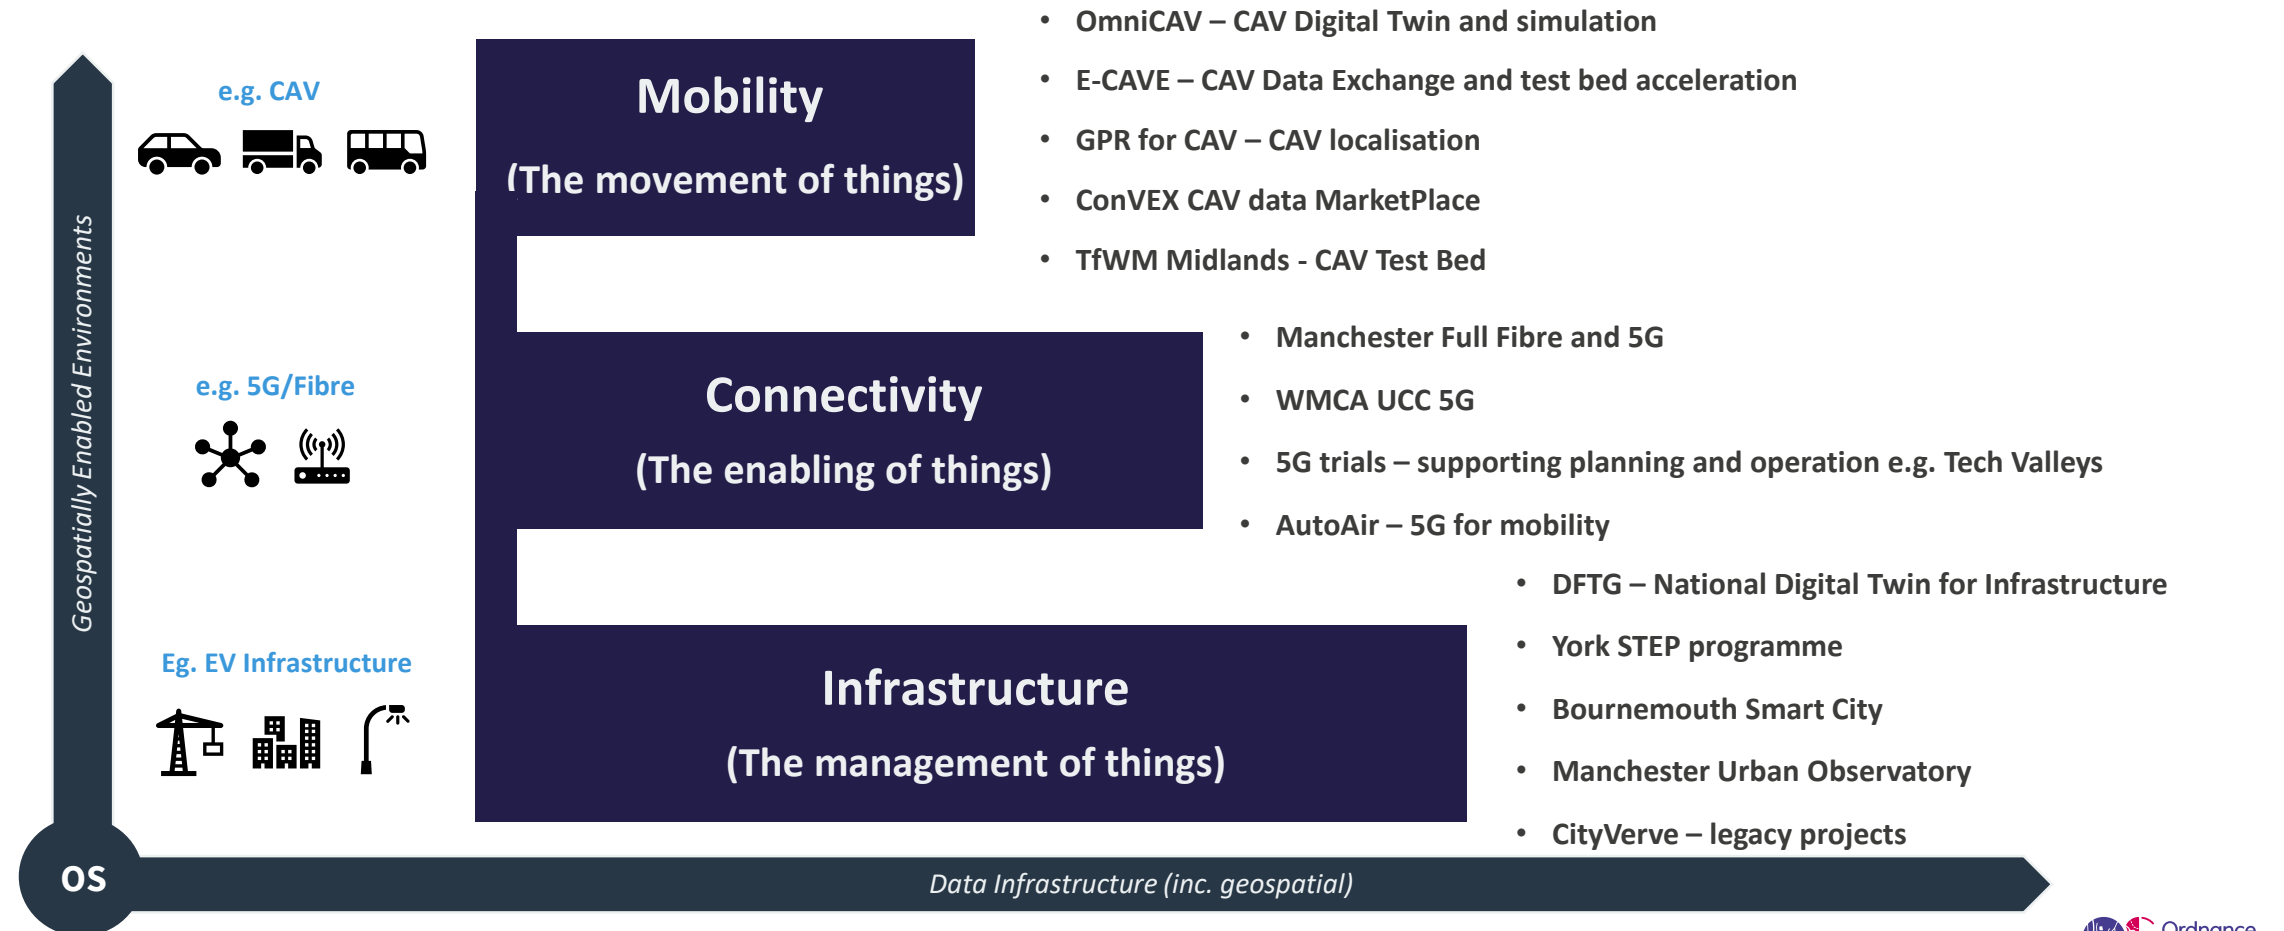 Geospatially Enabled Environments
e.g. CAV
Mobility
(The movement of things)
• OmniCAV – CAV Digital Twin and simulation
• E-CAVE – CAV Data Exchange and test bed acceleration
• GPR for CAV – CAV localisation
• ConVEX CAV data MarketPlace
• TfWM Midlands - CAV Test Bed
e.g. 5G/Fibre
Connectivity
(The enabling of things)
• Manchester Full Fibre and 5G
• WMCA UCC 5G
• 5G trials – supporting planning and operation e.g. Tech Valleys
• AutoAir – 5G for mobility
Eg. EV Infrastructure
Infrastructure
(The management of things)
• DFTG – National Digital Twin for Infrastructure
• York STEP programme
• Bournemouth Smart City
• Manchester Urban Observatory
• CityVerve – legacy projects
OS
Data Infrastructure (inc. geospatial)
Ordnance